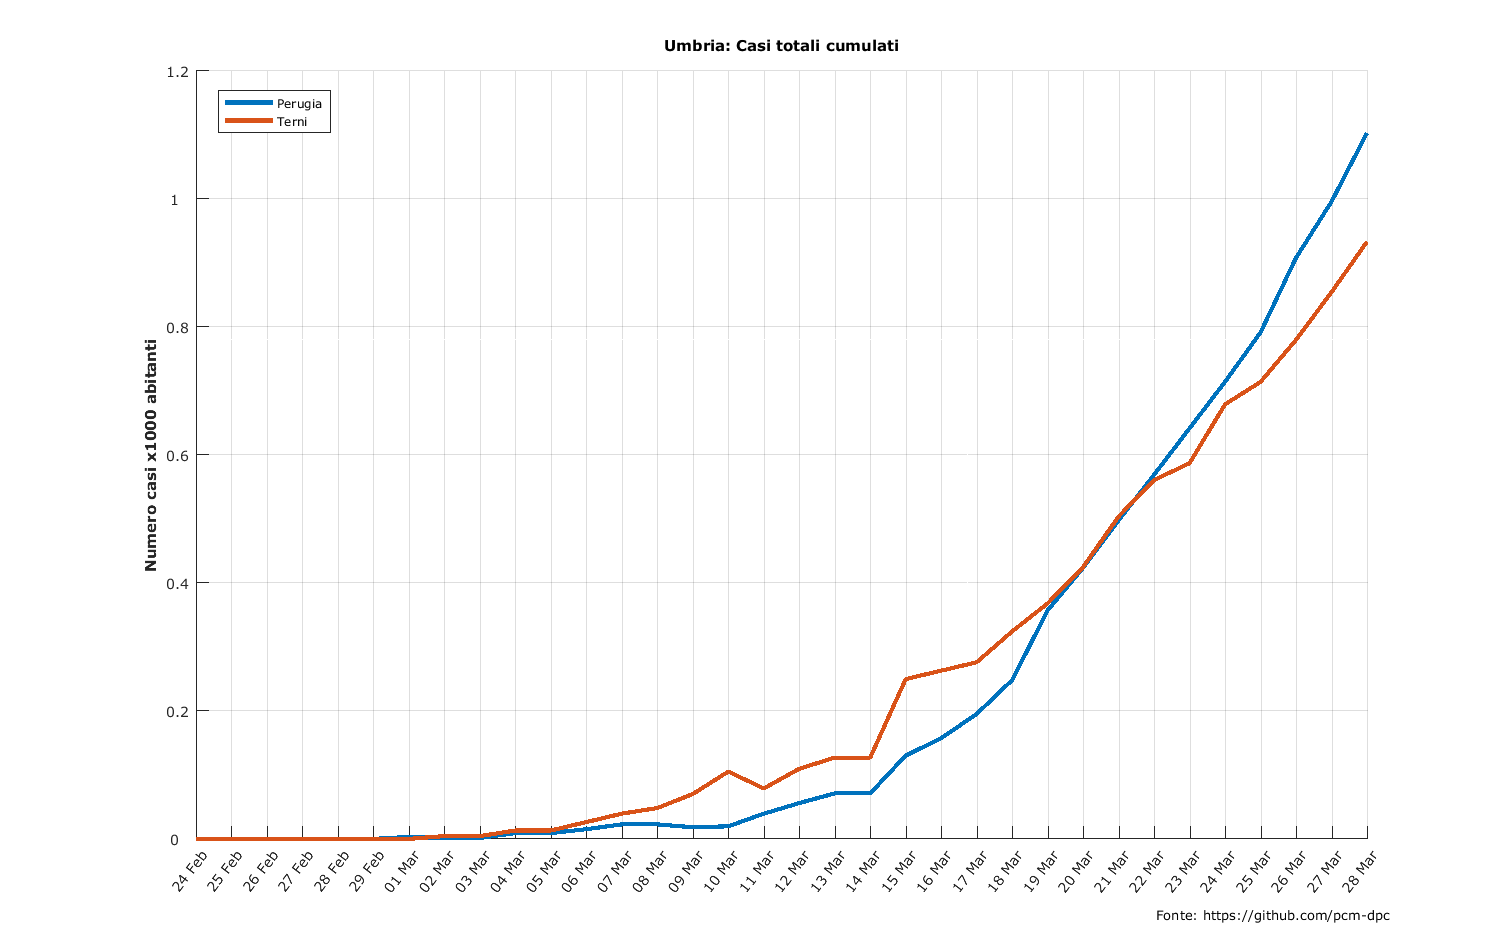 Umbria: Casi totali cumulati
Perugia
Terni
Numero casi x1000 abitanti
1.2
1
0.8
0.6
0.4
0.2
0
24 Feb
25 Feb
26 Feb
27 Feb
28 Feb
29 Feb
01 Mar
02 Mar
03 Mar
04 Mar
05 Mar
06 Mar
07 Mar
08 Mar
09 Mar
10 Mar
11 Mar
12 Mar
13 Mar
14 Mar
15 Mar
16 Mar
17 Mar
18 Mar
19 Mar
20 Mar
21 Mar
22 Mar
23 Mar
24 Mar
25 Mar
26 Mar
27 Mar
28 Mar
Fonte: https://github.com/pcm-dpc